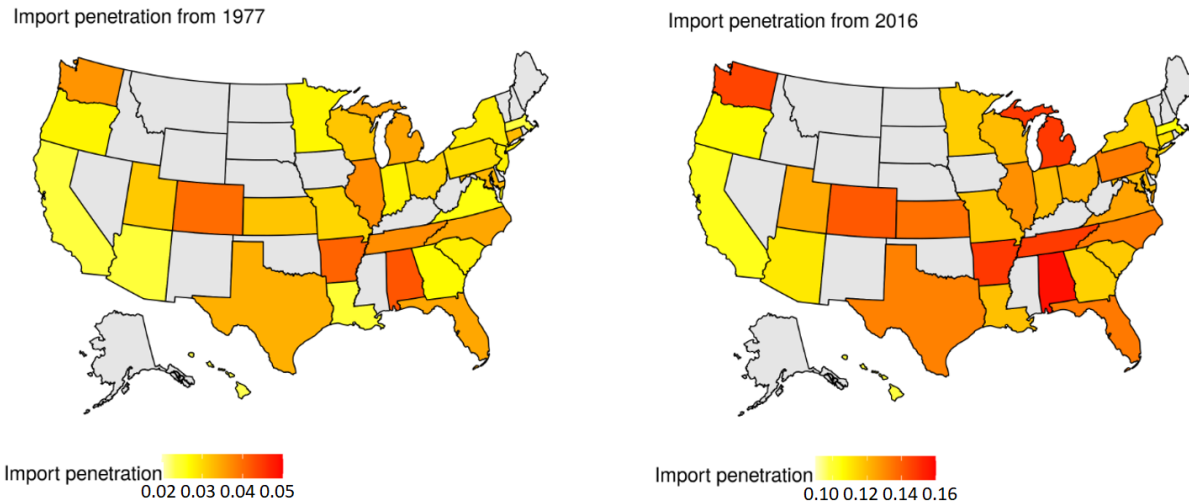 Import penetration from 1977
Import penetration from 2016
Import penetration
0.02 0.03 0.04 0.05
Import penetration
0.10 0.12 0.14 0.16